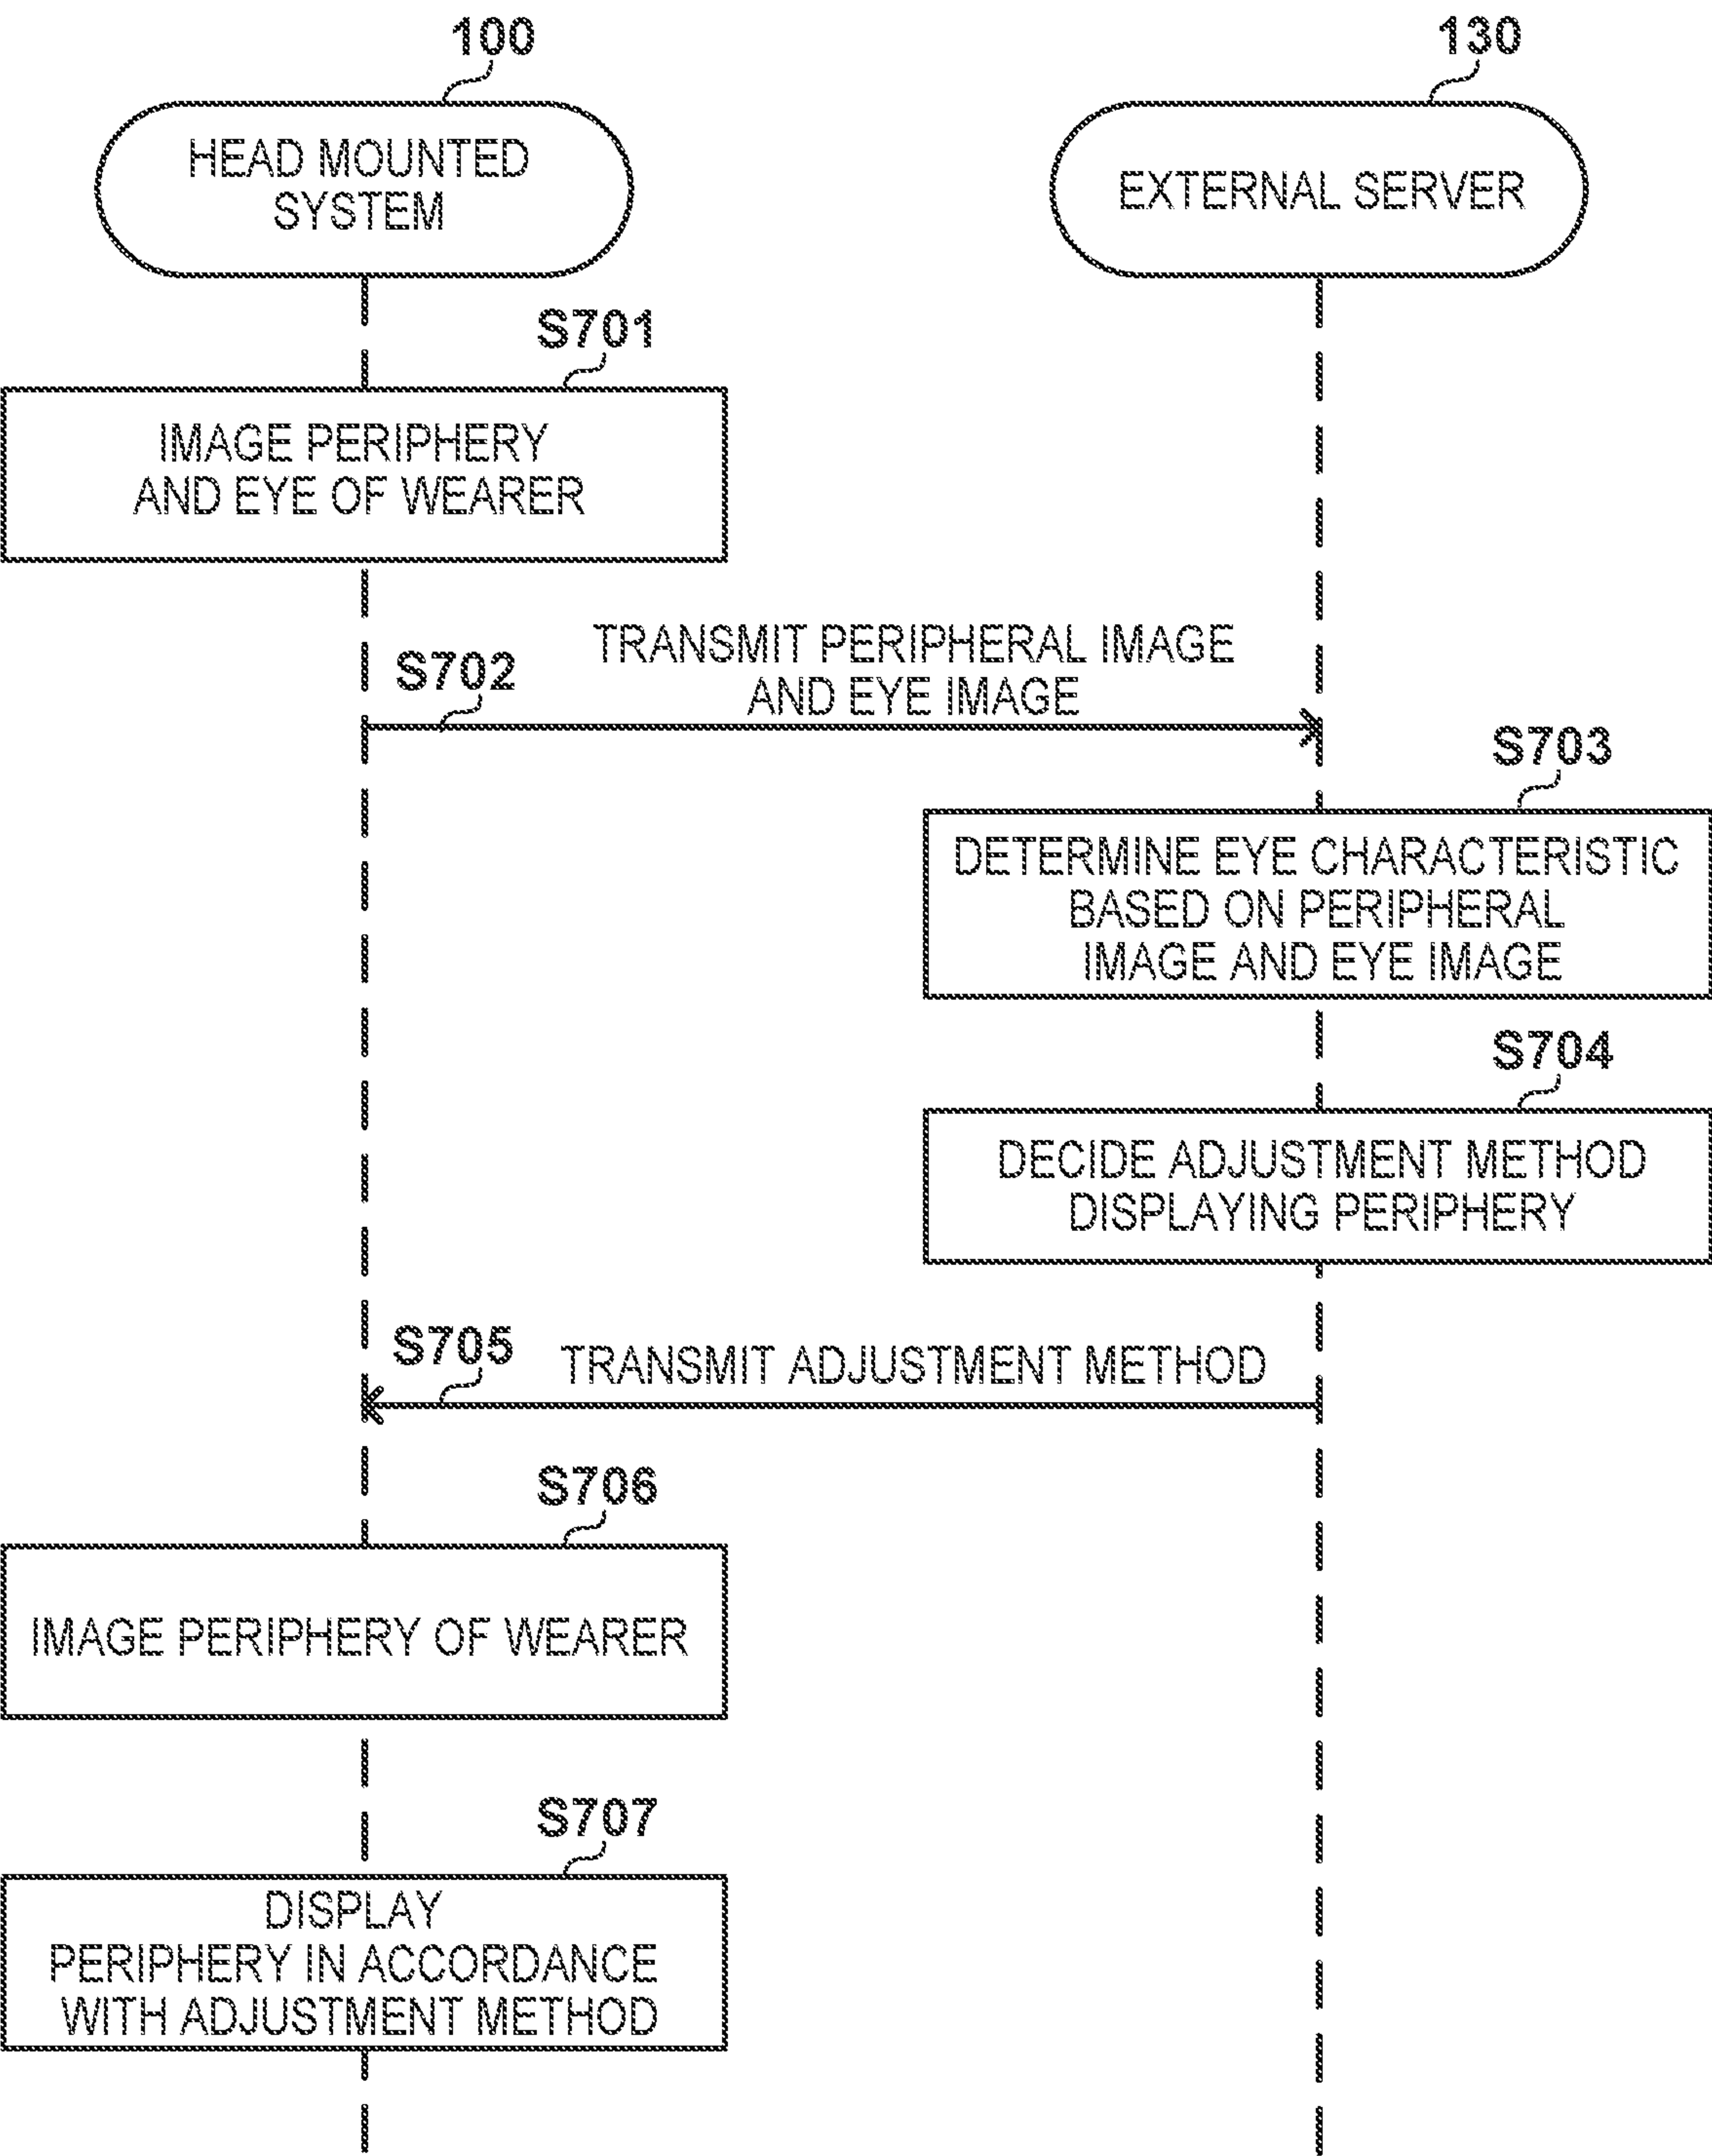 100
130
HEAD MOUNTED
SYSTEM
EXTERNAL SERVER
S701
IMAGE PERIPHERY
AND EYE OF WEARER
S702
TRANSMIT PERIPHERAL IMAGE
AND EYE IMAGE
S703
DETERMINE EYE CHARACTERISTIC
BASED ON PERIPHERAL
IMAGE AND EYE IMAGE
S704
DECIDE ADJUSTMENT METHOD
DISPLAYING PERIPHERY
S705
TRANSMIT ADJUSTMENT METHOD
S706
IMAGE PERIPHERY OF WEARER
S707
DISPLAY
PERIPHERY IN ACCORDANCE
WITH ADJUSTMENT METHOD